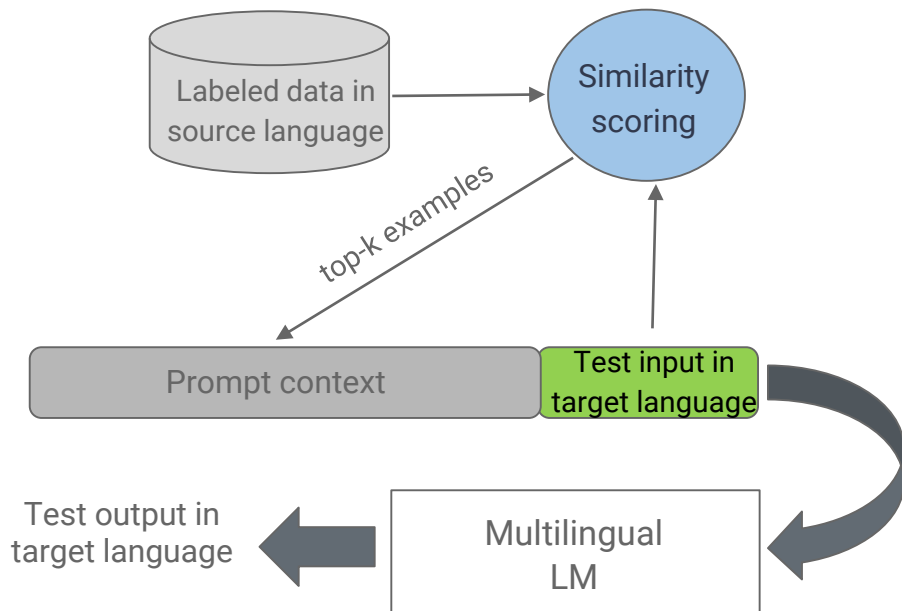 Labeled data in
source language
Similarity
scoring
top-k examples
Prompt context
Test input in
target language
Test output in
target language
Multilingual
LM